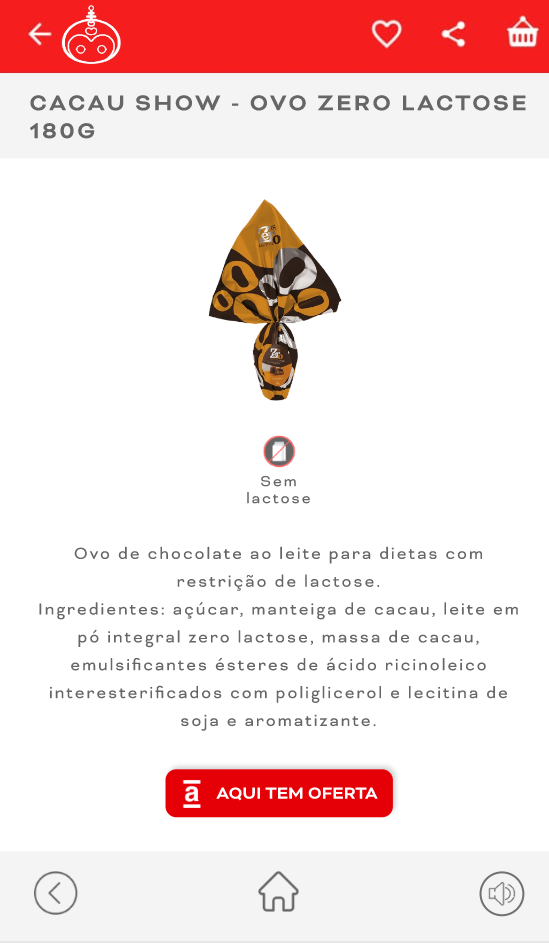 CACAU SHOW - OVO ZERO LACTOSE
180G
Sem
lactose
Ovo de chocolate ao leite para dietas com
restrição de lactose.
Ingredientes: açúcar, manteiga de cacau, leite em
pó integral zero lactose, massa de cacau,
emulsificantes ésteres de ácido ricinoleico
interesterificados com poliglicerol e lecitina de
soja e aromatizante.
a AQUI TEM OFERTA